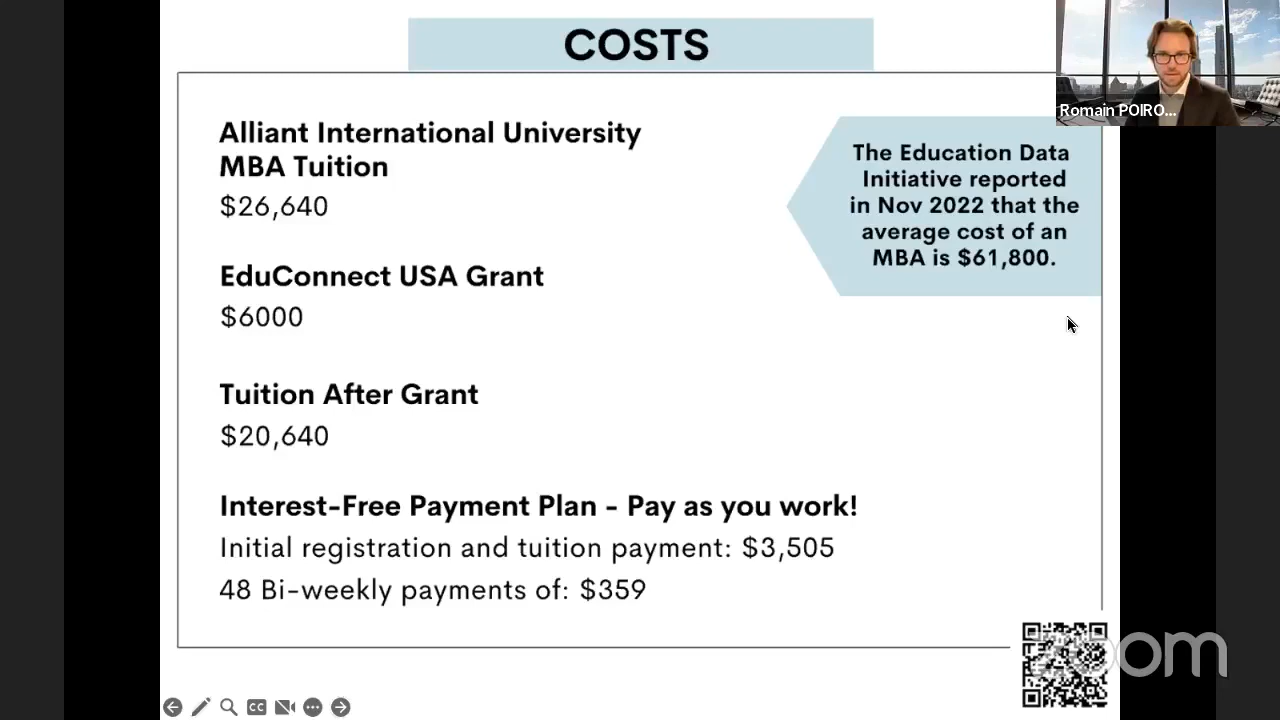 COSTS
Romain POIRO...
Alliant International University
MBA Tuition
$26,640
The Education Data
Initiative reported
in Nov 2022 that the
average cost of an
MBA is $61,800.
EduConnect USA Grant
$6000
Tuition After Grant
$20,640
Interest-Free Payment Plan - Pay as you work!
Initial registration and tuition payment: $3,505
48 Bi-weekly payments of: $359
zoom
CC